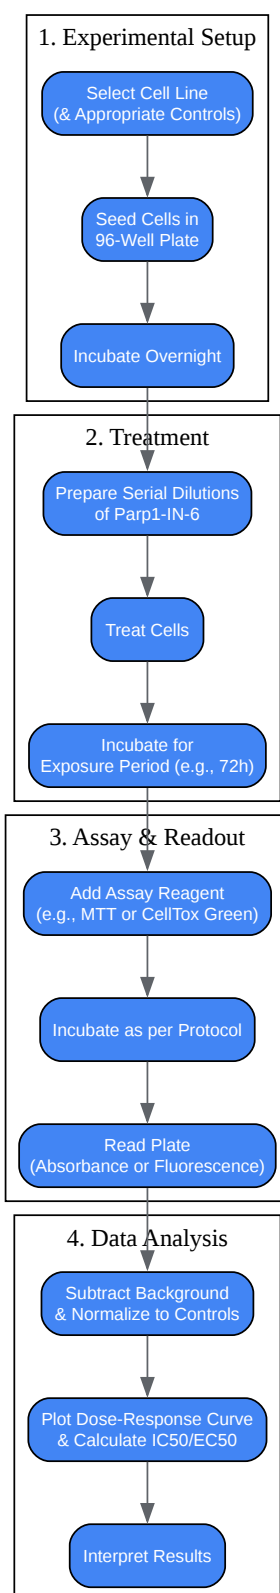 1. Experimental Setup
Select Cell Line
(& Appropriate Controls)
Seed Cells in
96-Well Plate
Incubate Overnight
2. Treatment
Prepare Serial Dilutions
of Parp1-IN-6
Treat Cells
Incubate for
Exposure Period (e.g., 72h)
3. Assay & Readout
Add Assay Reagent
(e.g., MTT or CellTox Green)
Incubate as per Protocol
Read Plate
(Absorbance or Fluorescence)
4. Data Analysis
Subtract Background
& Normalize to Controls
Plot Dose-Response Curve
& Calculate IC50/EC50
Interpret Results